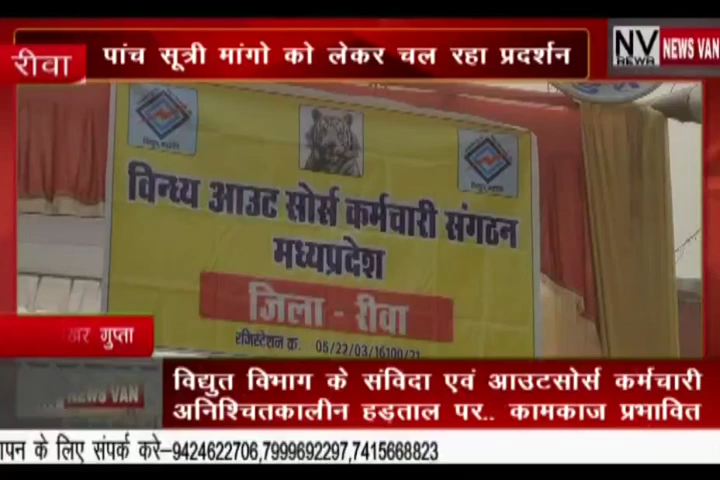 पांच सूत्री मांगो को लेकर चल रहा प्रदर्शन
NV
REWA
NEWS VAN
रीवा
विन्ध्य आउट सोर्स कर्मचारी संगठन
मध्यप्रदेश
जिला - रीवा
रजिस्टेशन क्र. 05/22/03/16100/21
गुप्ता
NEWS VAN
विद्युत विभाग के संविदा एवं आउटसोर्स कर्मचारी
अनिश्चितकालीन हड़ताल पर.. कामकाज प्रभावित
के लिए संपर्क करे–9424622706,7999692297,7415668823